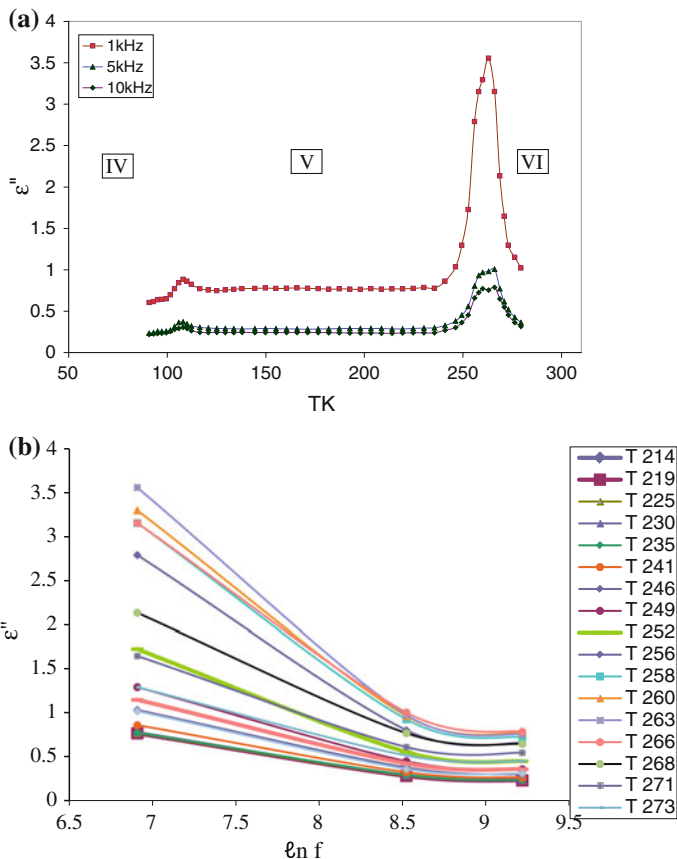 (a)
4
3.5
3
2.5
2
1.5
1
0.5
0
ε"
1kHz
5kHz
10kHz
IV
V
VI
50 100 150 200 250 300
TK
(b)
4
3.5
3
2.5
2
1.5
1
0.5
0
ε"
6.5 7 7.5 8 8.5 9 9.5
ℓn f
T 214
T 219
T 225
T 230
T 235
T 241
T 246
T 249
T 252
T 256
T 258
T 260
T 263
T 266
T 268
T 271
T 273